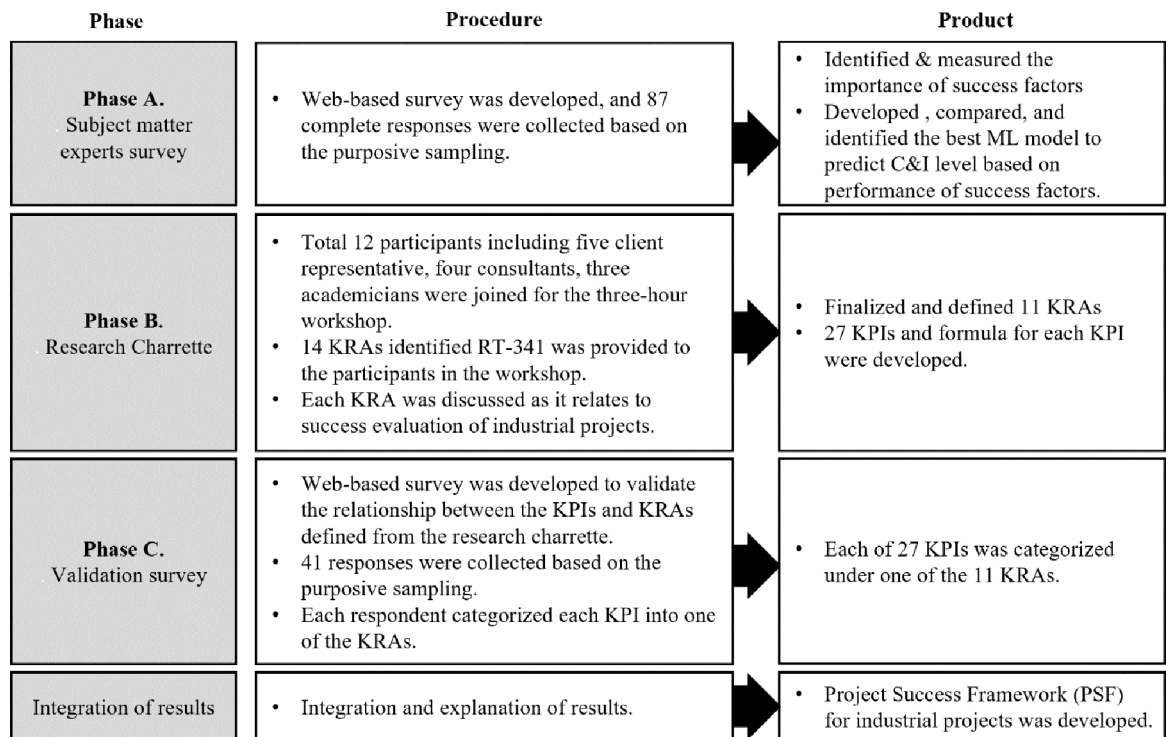 Phase
Procedure
Product
Phase A.
Subject matter
experts survey
• Web-based survey was developed, and 87
complete responses were collected based on
the purposive sampling.
• Identified & measured the
importance of success factors
• Developed , compared, and
identified the best ML model to
predict C&I level based on
performance of success factors.
Phase B.
Research Charrette
• Total 12 participants including five client
representative, four consultants, three
academicians were joined for the three-hour
workshop.
• 14 KRAs identified RT-341 was provided to
the participants in the workshop.
• Each KRA was discussed as it relates to
success evaluation of industrial projects.
• Finalized and defined 11 KRAs
• 27 KPIs and formula for each KPI
were developed.
Phase C.
Validation survey
• Web-based survey was developed to validate
the relationship between the KPIs and KRAs
defined from the research charrette.
• 41 responses were collected based on the
purposive sampling.
• Each respondent categorized each KPI into one
of the KRAs.
• Each of 27 KPIs was categorized
under one of the 11 KRAs.
Integration of results
• Integration and explanation of results.
• Project Success Framework (PSF)
for industrial projects was developed.